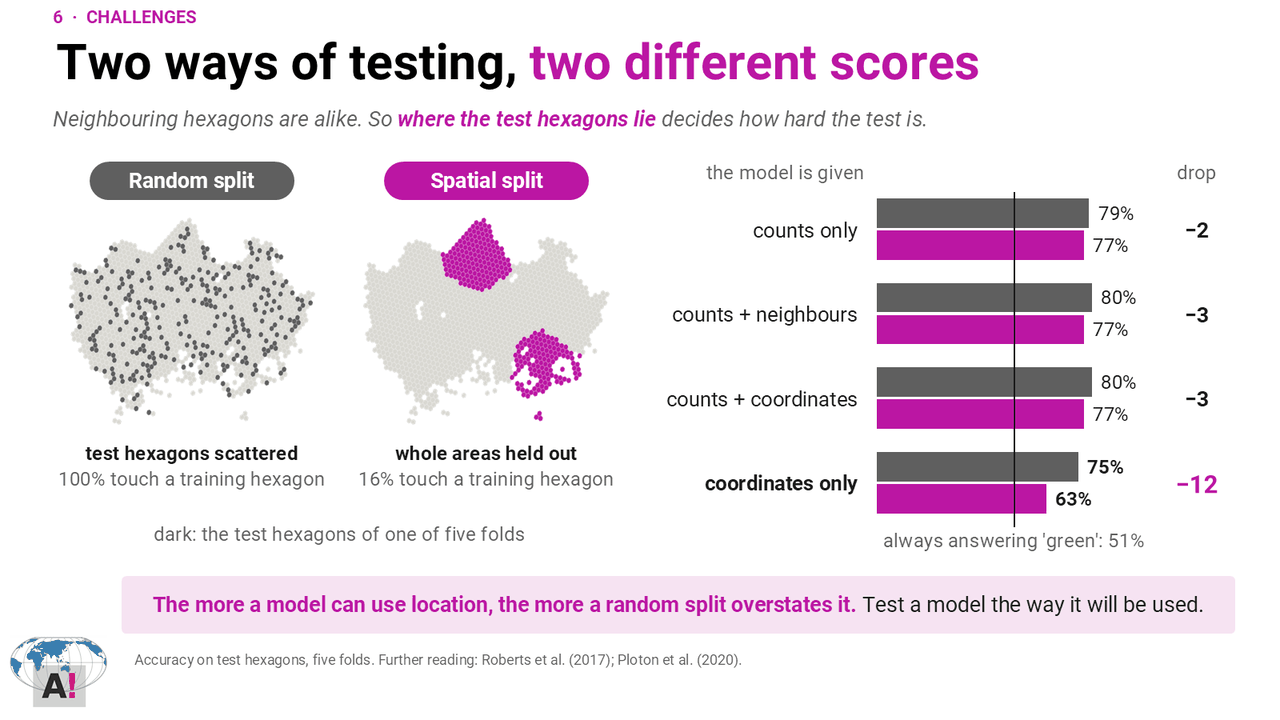 6 · CHALLENGES
Two ways of testing, two different scores
Neighbouring hexagons are alike. So where the test hexagons lie decides how hard the test is.
Random split
test hexagons scattered
100% touch a training hexagon
Spatial split
whole areas held out
16% touch a training hexagon
dark: the test hexagons of one of five folds
the model is given
drop
counts only
79%
77%
−2
counts + neighbours
80%
77%
−3
counts + coordinates
80%
77%
−3
coordinates only
75%
63%
−12
always answering 'green': 51%
The more a model can use location, the more a random split overstates it. Test a model the way it will be used.
Accuracy on test hexagons, five folds. Further reading: Roberts et al. (2017); Ploton et al. (2020).
A!